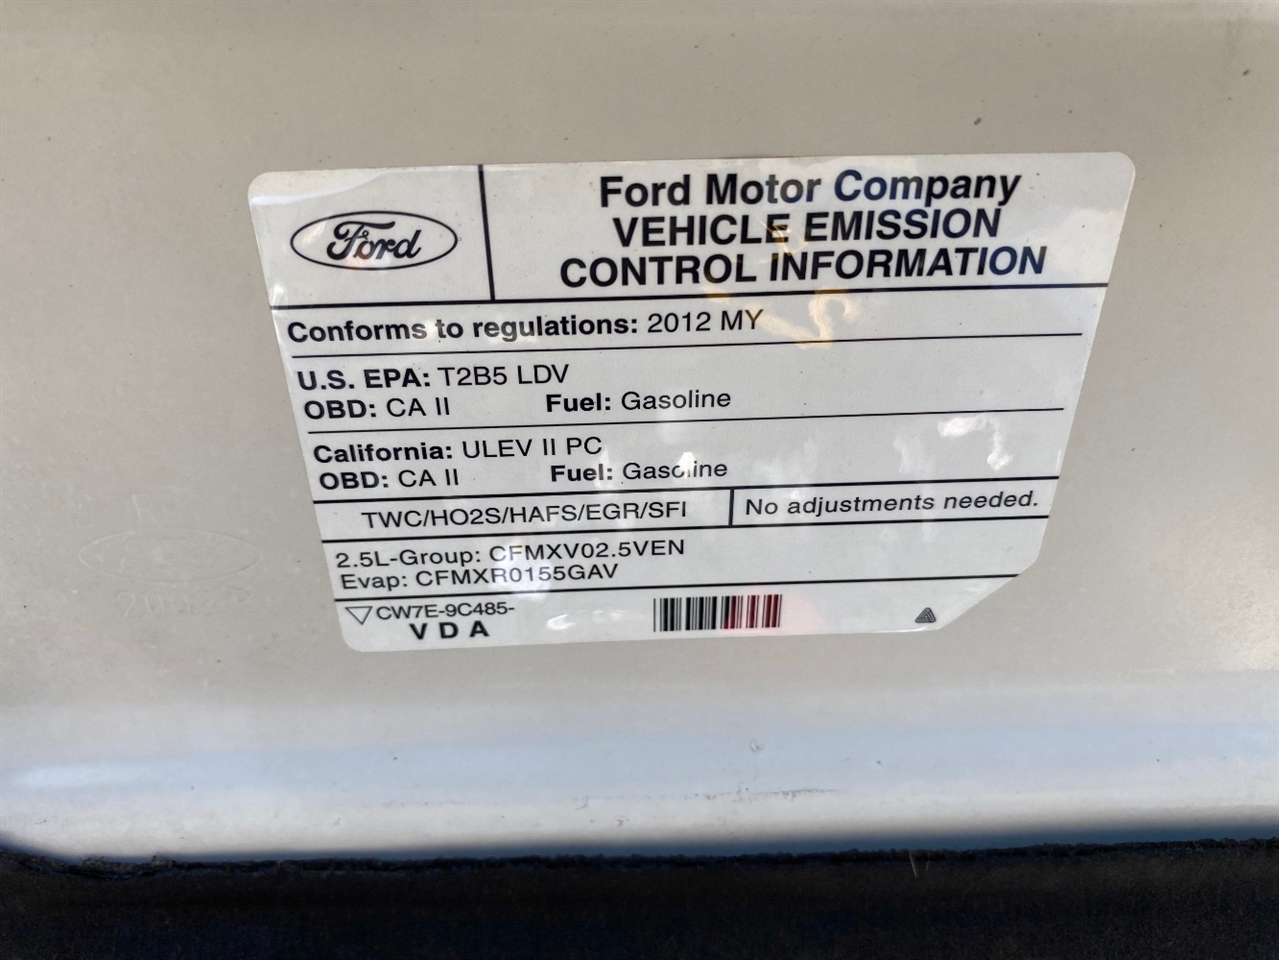 Ford
Ford Motor Company
VEHICLE EMISSION
CONTROL INFORMATION
Conforms to regulations: 2012 MY
U.S. EPA: T2B5 LDV
OBD: CA II Fuel: Gasoline
California: ULEV II PC
OBD: CA II Fuel: Gasoline
TWC/HO2S/HAFS/EGR/SFI No adjustments needed.
2.5L-Group: CFMXV02.5VEN
Evap: CFMXR0155GAV
CW7E-9C485-
V D A